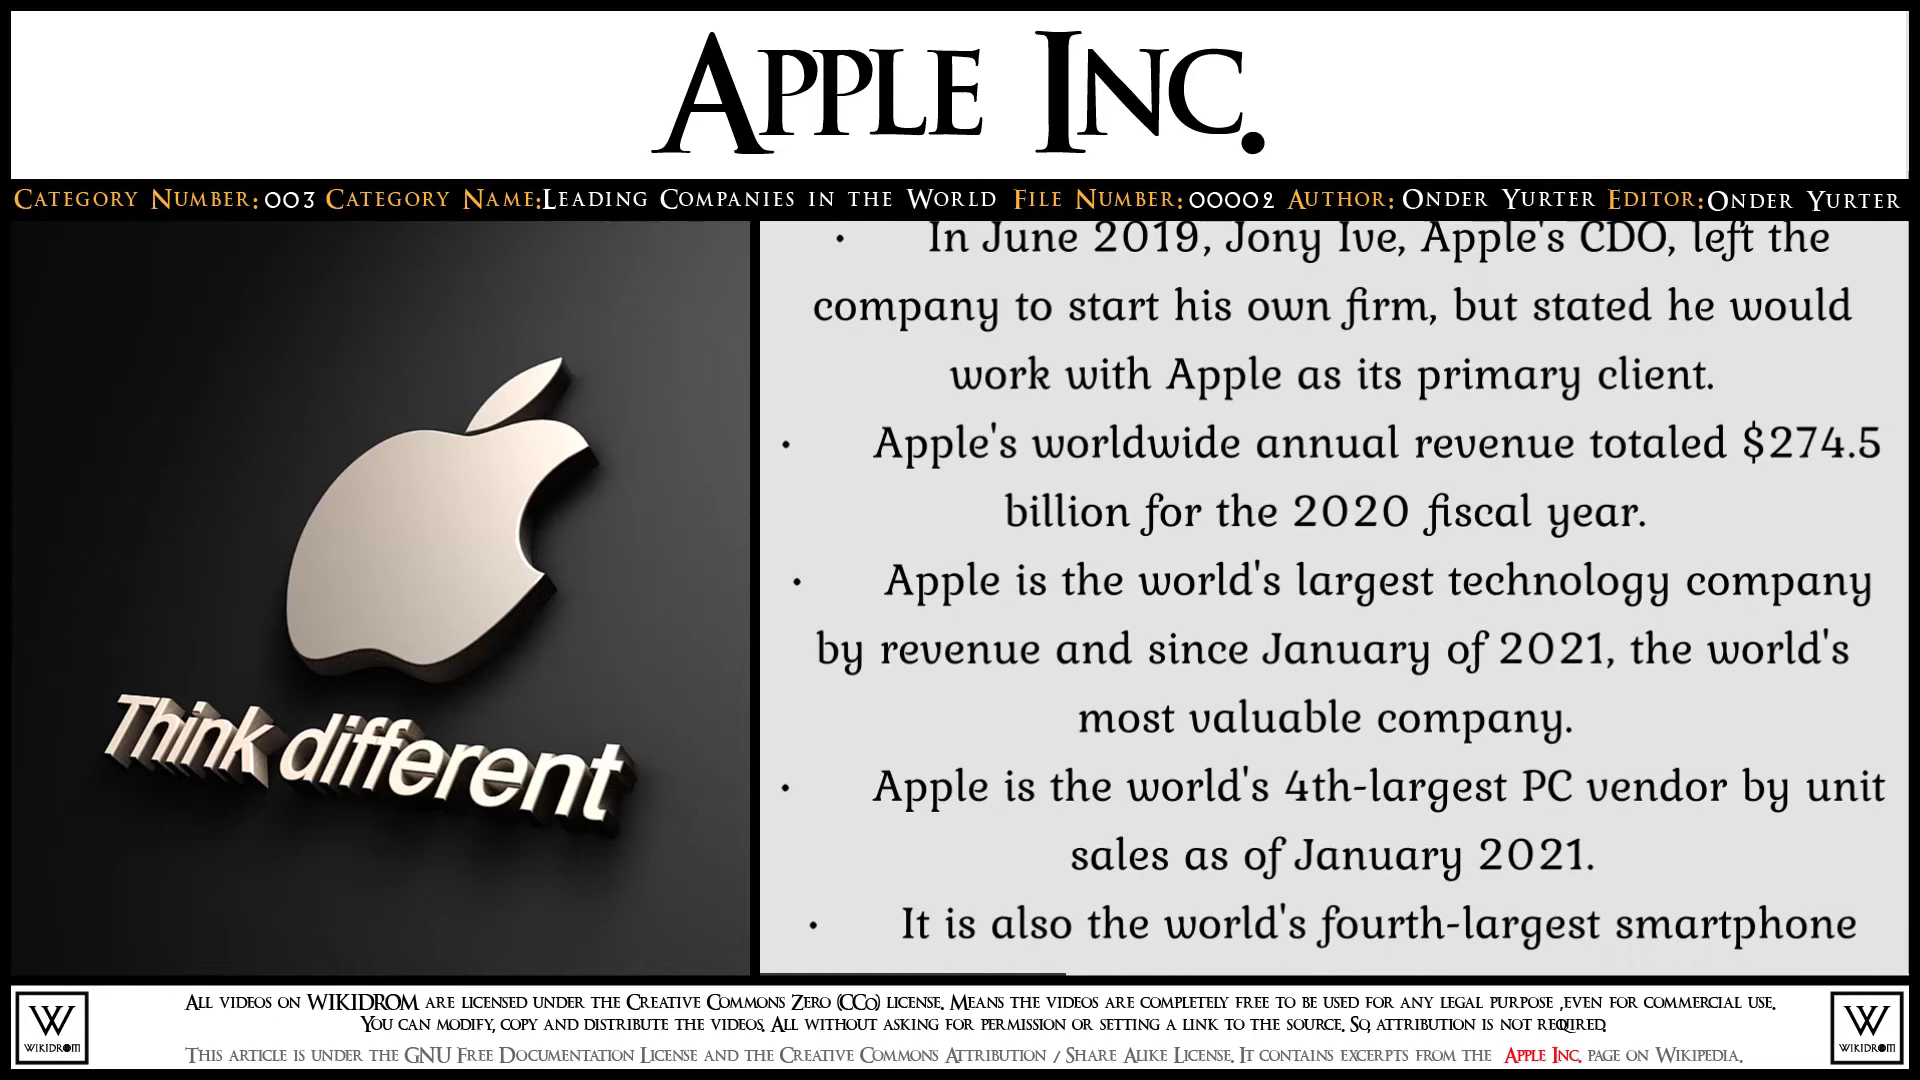 Apple Inc.
Category Number: 003 Category Name:Leading Companies in the World File Number: 00002 Author: Onder Yurter Editor: Onder Yurter
• In June 2019, Jony Ive, Apple's CDO, left the
company to start his own firm, but stated he would
work with Apple as its primary client.
• Apple's worldwide annual revenue totaled $274.5
billion for the 2020 fiscal year.
• Apple is the world's largest technology company
by revenue and since January of 2021, the world's
most valuable company.
• Apple is the world's 4th-largest PC vendor by unit
sales as of January 2021.
• It is also the world's fourth-largest smartphone
Think different
All videos on WIKIDROM are licensed under the Creative Commons Zero (CC0) license. Means the videos are completely free to be used for any legal purpose ,even for commercial use.
You can modify, copy and distribute the videos, All without asking for permission or setting a link to the source. So, attribution is not required.
This article is under the GNU Free Documentation License and the Creative Commons Attribution / Share Alike License. It contains excerpts from the Apple Inc. page on Wikipedia.
W
WIKIDROM
W
WIKIDROM